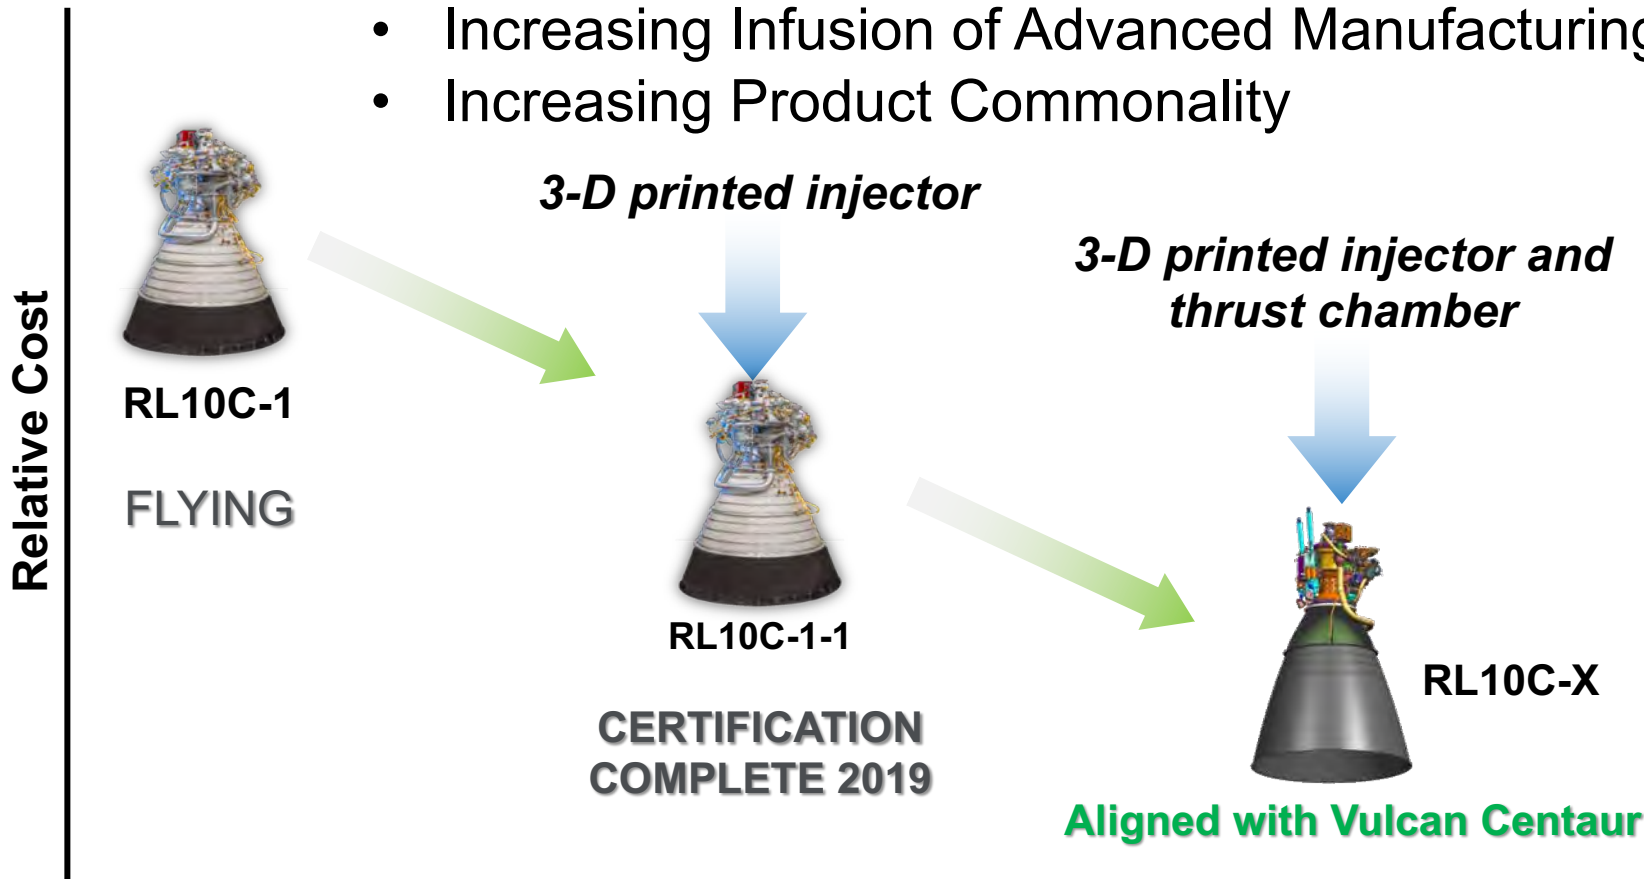 • Increasing Infusion of Advanced Manufacturing
• Increasing Product Commonality
3-D printed injector
3-D printed injector and
thrust chamber
Relative Cost
RL10C-1
FLYING
RL10C-1-1
CERTIFICATION
COMPLETE 2019
RL10C-X
Aligned with Vulcan Centaur